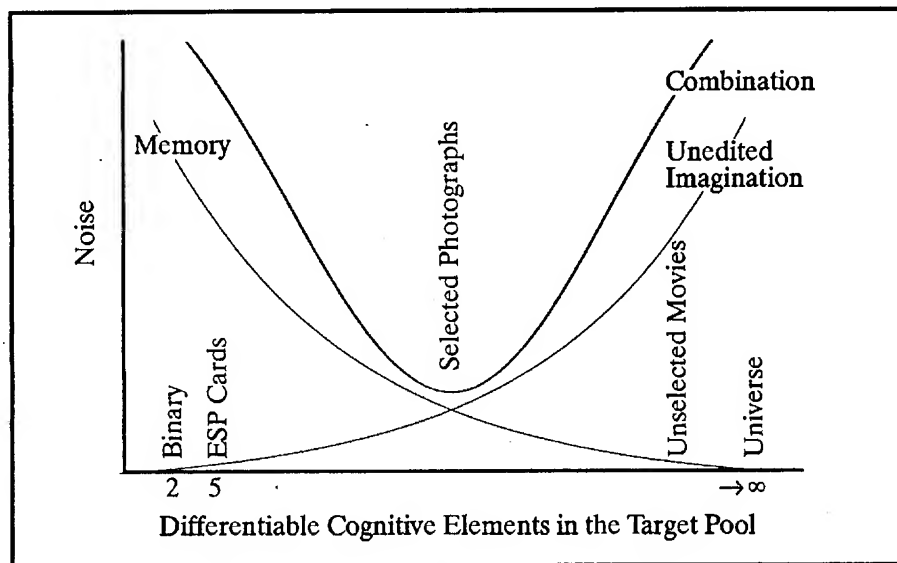 Combination
Memory
Unedited
Imagination
Noise
Selected Photographs
Unselected Movies
Universe
Binary
ESP Cards
2
5
→∞
Differentiable Cognitive Elements in the Target Pool